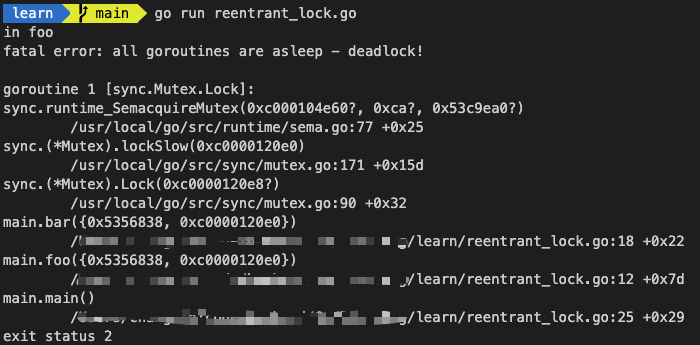 learn main go run reentrant_lock.go
in foo
fatal error: all goroutines are asleep - deadlock!
goroutine 1 [sync.Mutex.Lock]:
sync.runtime_SemacquireMutex(0xc000104e60?, 0xca?, 0x53c9ea0?)
/usr/local/go/src/runtime/sema.go:77 +0x25
sync.(*Mutex).lockSlow(0xc0000120e0)
/usr/local/go/src/sync/mutex.go:171 +0x15d
sync.(*Mutex).Lock(0xc0000120e8?)
/usr/local/go/src/sync/mutex.go:90 +0x32
main.bar({0x5356838, 0xc0000120e0})
/learn/reentrant_lock.go:18 +0x22
main.foo({0x5356838, 0xc0000120e0})
/learn/reentrant_lock.go:12 +0x7d
main.main()
/learn/reentrant_lock.go:25 +0x29
exit status 2